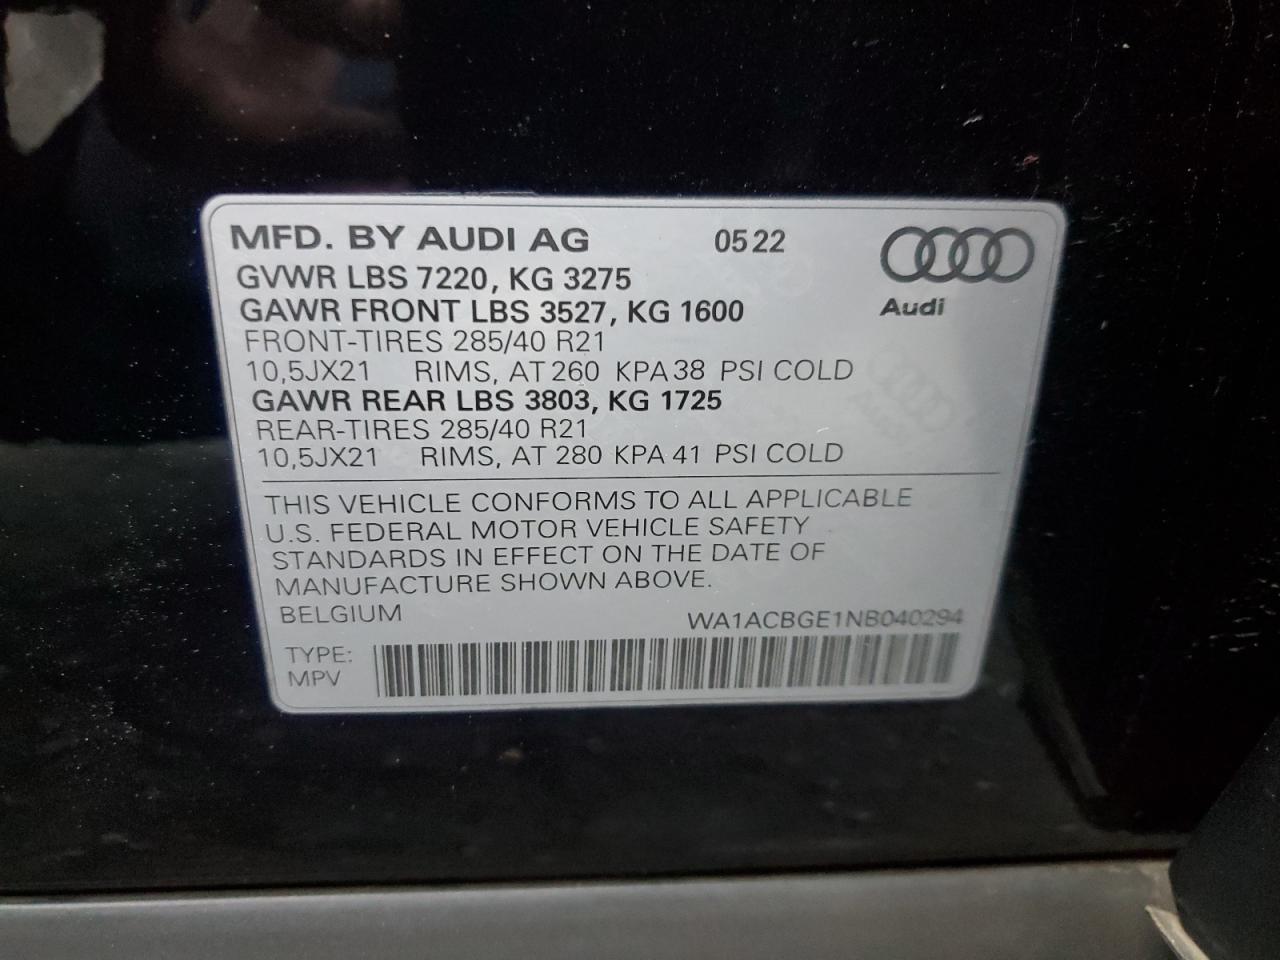 MFD. BY AUDI AG 0522
GVWR LBS 7220, KG 3275
GAWR FRONT LBS 3527, KG 1600
Audi
FRONT-TIRES 285/40 R21
10,5JX21 RIMS, AT 260 KPA 38 PSI COLD
GAWR REAR LBS 3803, KG 1725
REAR-TIRES 285/40 R21
10,5JX21 RIMS, AT 280 KPA 41 PSI COLD
THIS VEHICLE CONFORMS TO ALL APPLICABLE
U.S. FEDERAL MOTOR VEHICLE SAFETY
STANDARDS IN EFFECT ON THE DATE OF
MANUFACTURE SHOWN ABOVE.
BELGIUM WA1ACBGE1NB040294
TYPE:
MPV